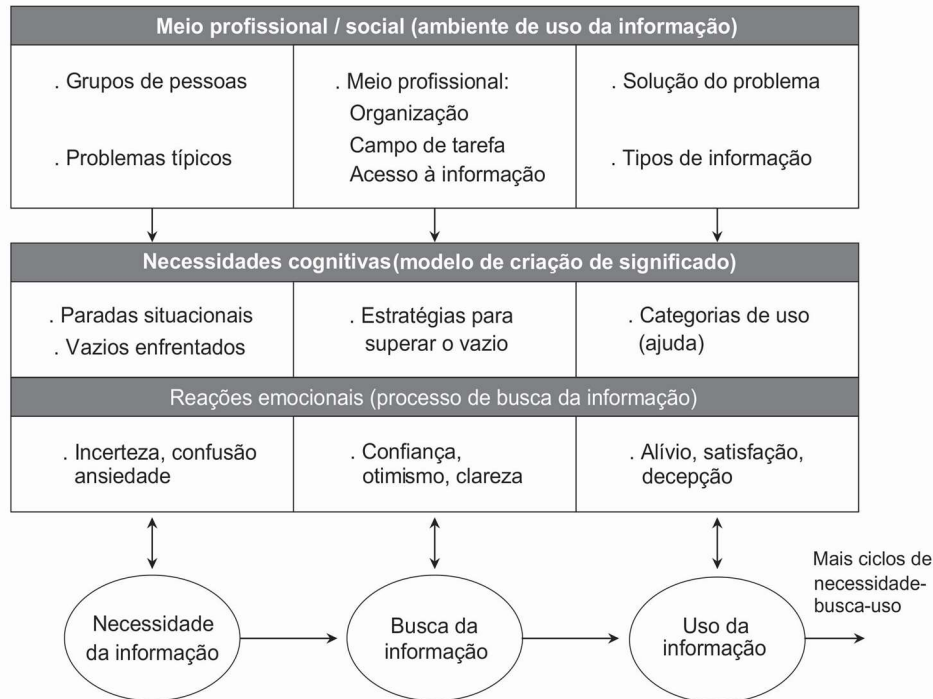 Meio profissional / social (ambiente de uso da informação)
. Grupos de pessoas
. Problemas típicos
. Meio profissional:
Organização
Campo de tarefa
Acesso à informação
. Solução do problema
. Tipos de informação
Necessidades cognitivas(modelo de criação de significado)
. Paradas situacionais
. Vazios enfrentados
. Estratégias para
superar o vazio
. Categorias de uso
(ajuda)
Reações emocionais (processo de busca da informação)
. Incerteza, confusão
ansiedade
. Confiança,
otimismo, clareza
. Alívio, satisfação,
decepção
Necessidade
da informação
Busca da
informação
Uso da
informação
Mais ciclos de
necessidade-
busca-uso